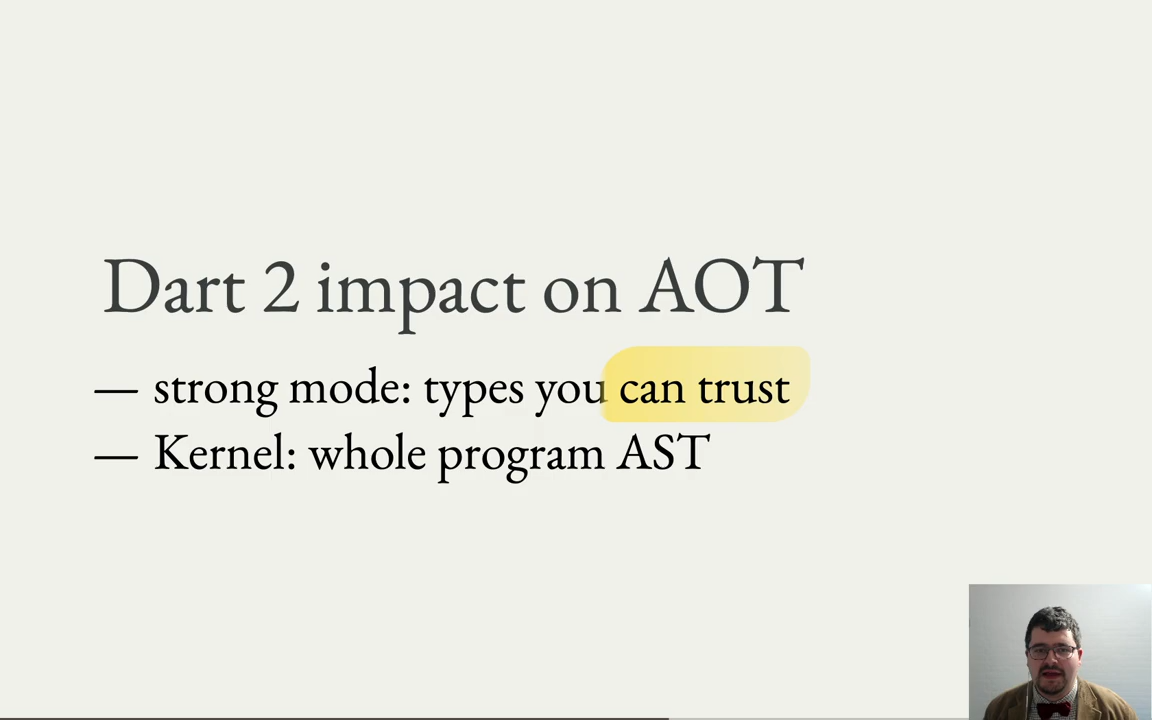 Dart 2 impact on AOT
— strong mode: types you can trust
— Kernel: whole program AST